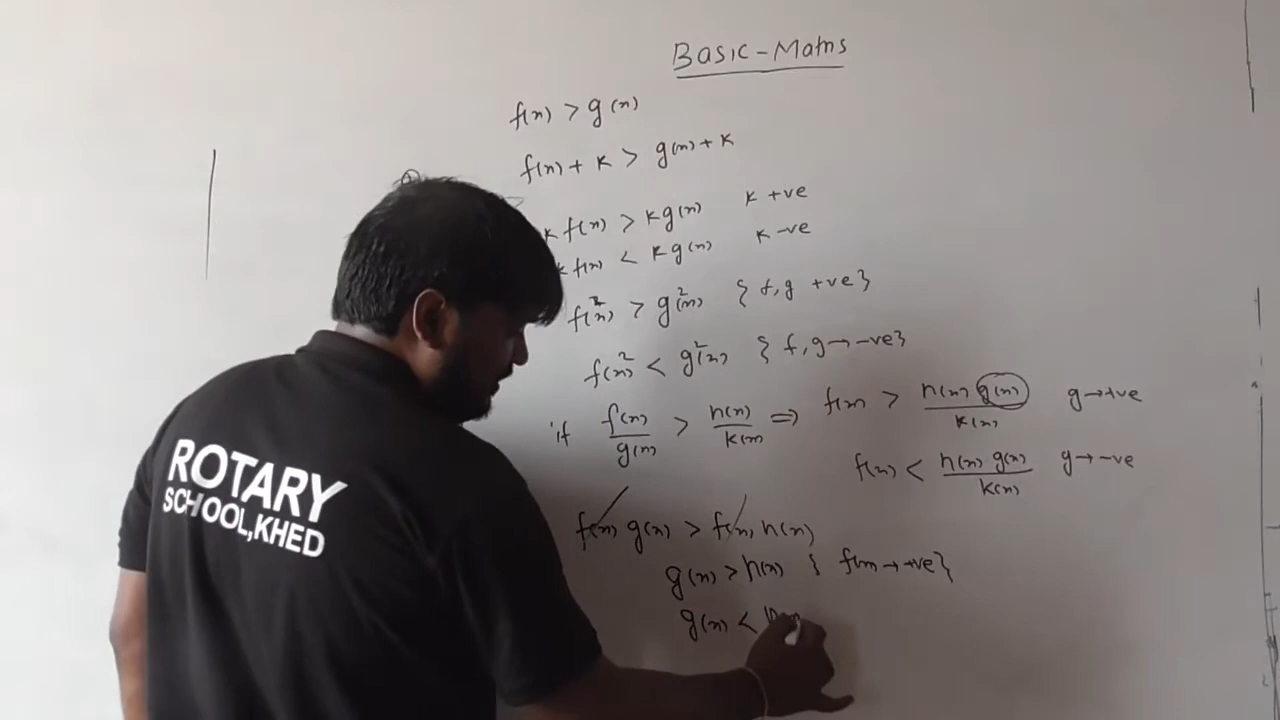 Basic-Maths
f(x) > g(x)
f(x) + k > g(x) + k
k f(x) > k g(x) k +ve
k f(x) < k g(x) k -ve
f²(x) > g²(x) { f, g +ve}
f(x)² < g²(x) { f, g → -ve}
if f(x)/g(x) > h(x)/k(x) ⇒ f(x) > h(x) g(x)/k(x) g → +ve
f(x) < h(x) g(x)/k(x) g → -ve
f(x) g(x) > f(x) h(x)
g(x) > h(x) { f(x) → +ve}
g(x) <
ROTARY
SCHOOL,KHED